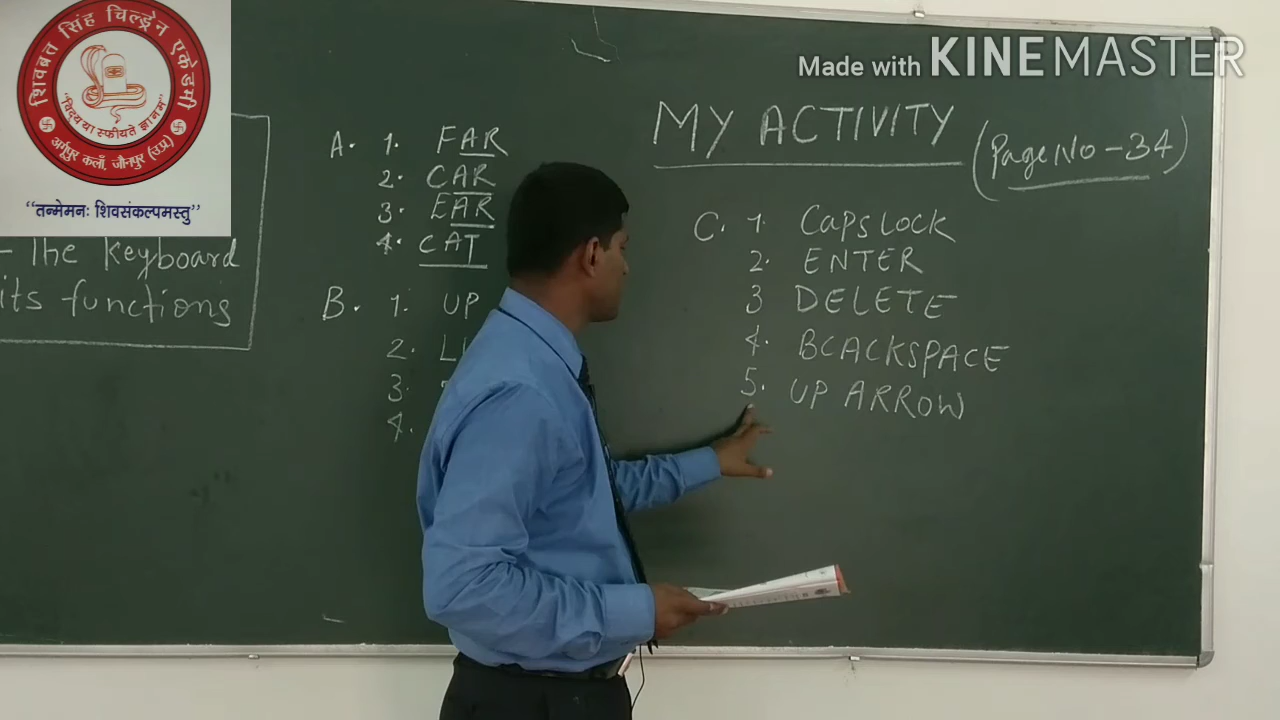 शिवब्रत सिंह चिल्ड्रेन एकेडमी
"विद्यया स्फीयते ज्ञानम्"
अर्गूपुर कलाँ, जौनपुर (उ.प्र.)
"तन्मेमनः शिवसंकल्पमस्तु"
Made with KINEMASTER
- The Keyboard
its functions
A. 1. FAR
2. CAR
3. EAR
4. CAT
B. 1. UP
2.
3.
4.
MY ACTIVITY
(Page No - 34)
C. 1. Caps LOCK
2. ENTER
3 DELETE
4. BCACKSPACE
5. UP ARROW